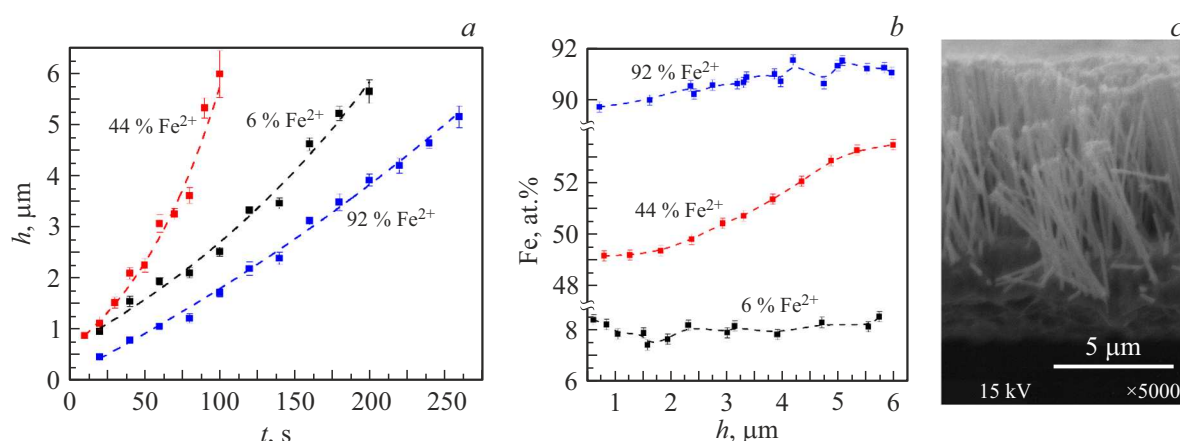 a
6
5
4
3
2
1
0
h, μm
44 % Fe²⁺
6 % Fe²⁺
92 % Fe²⁺
0 50 100 150 200 250
t, s
b
92
90
52
50
48
8
6
Fe, at.%
92 % Fe²⁺
44 % Fe²⁺
6 % Fe²⁺
1 2 3 4 5 6
h, μm
c
5 μm
15 kV ×5000